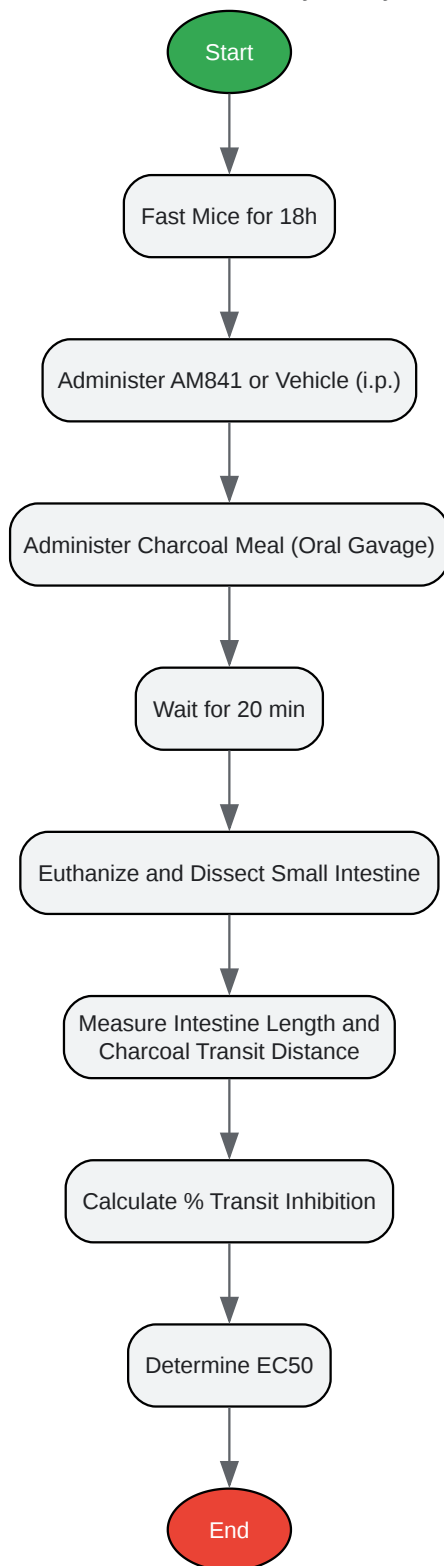 Start
Fast Mice for 18h
Administer AM841 or Vehicle (i.p.)
Administer Charcoal Meal (Oral Gavage)
Wait for 20 min
Euthanize and Dissect Small Intestine
Measure Intestine Length and
Charcoal Transit Distance
Calculate % Transit Inhibition
Determine EC50
End